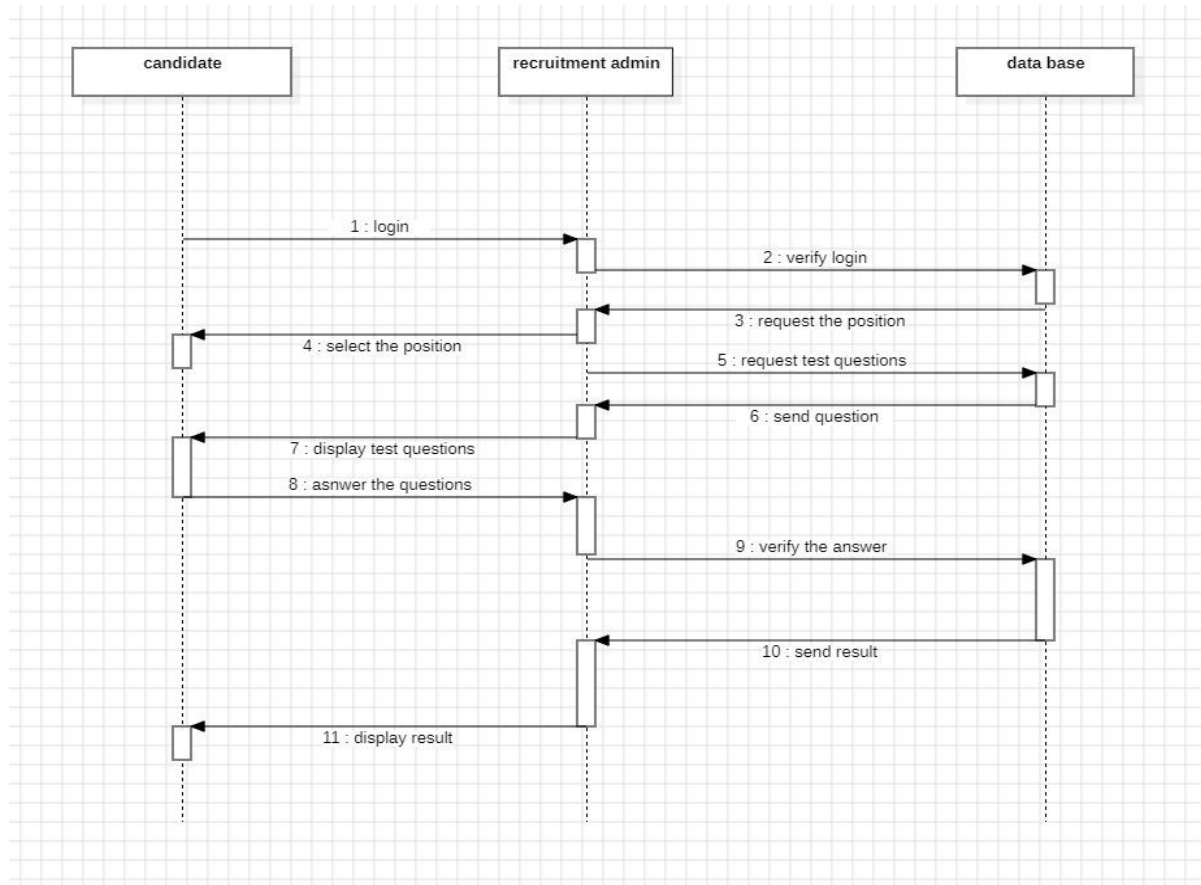 candidate
recruitment admin
data base
1 : login
2 : verify login
3 : request the position
4 : select the position
5 : request test questions
6 : send question
7 : display test questions
8 : asnwer the questions
9 : verify the answer
10 : send result
11 : display result